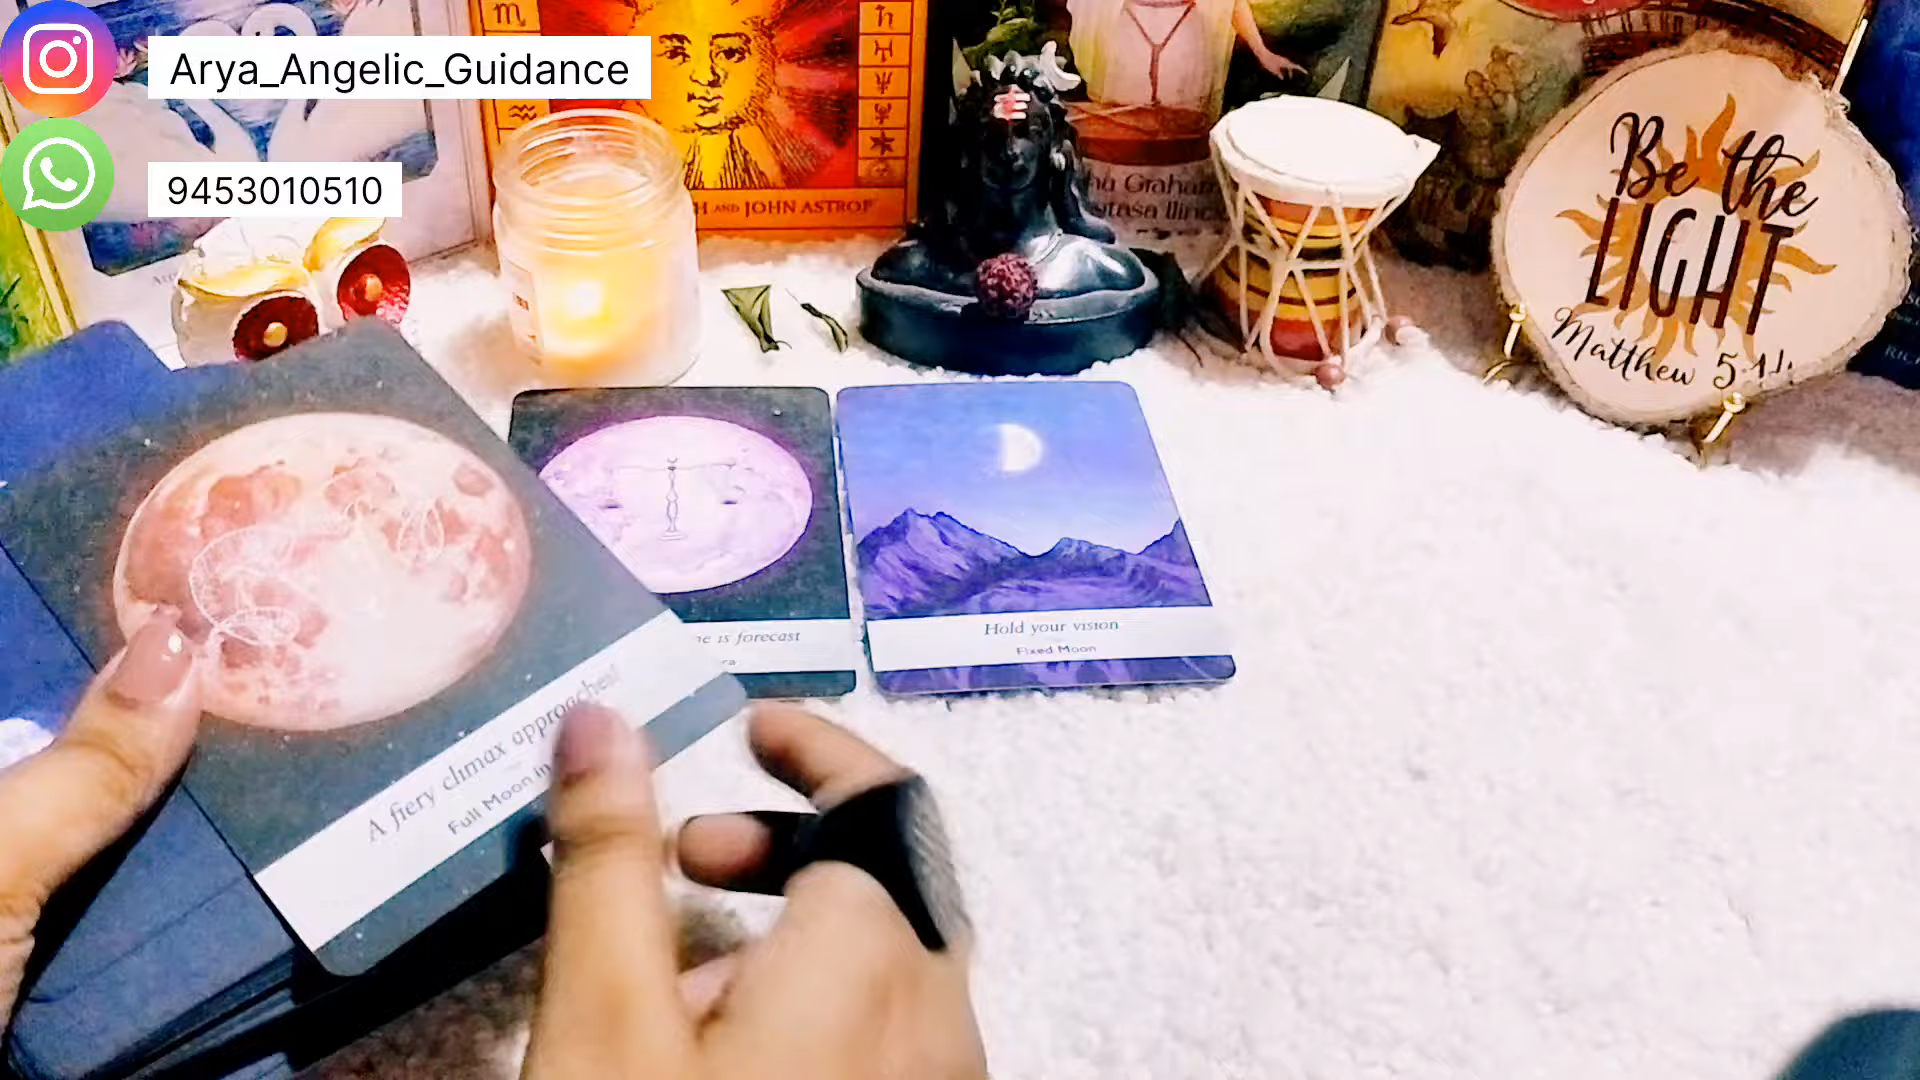 Arya_Angelic_Guidance
9453010510
AND JOHN ASTROP
Be the
LIGHT
Matthew 5:14
is forecast
Hold your vision
Fixed Moon
A fiery climax approaches!
Full Moon in